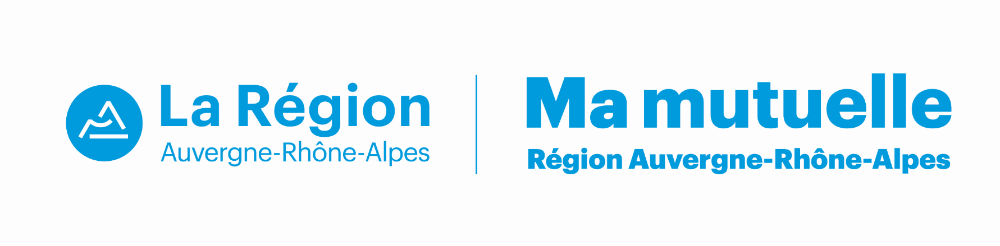 La Région
Auvergne-Rhône-Alpes
Ma mutuelle
Région Auvergne-Rhône-Alpes